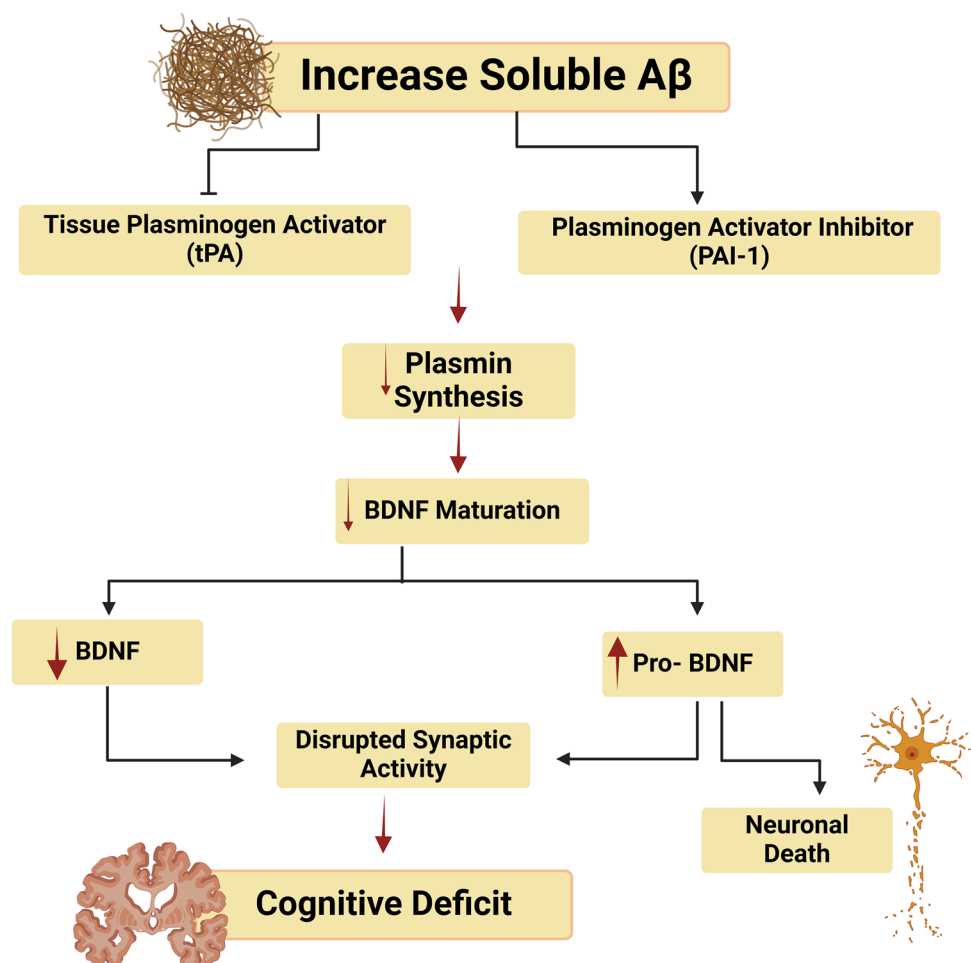 Increase Soluble Aβ
Tissue Plasminogen Activator
(tPA)
Plasminogen Activator Inhibitor
(PAI-1)
Plasmin
Synthesis
BDNF Maturation
BDNF
Pro- BDNF
Disrupted Synaptic
Activity
Neuronal
Death
Cognitive Deficit